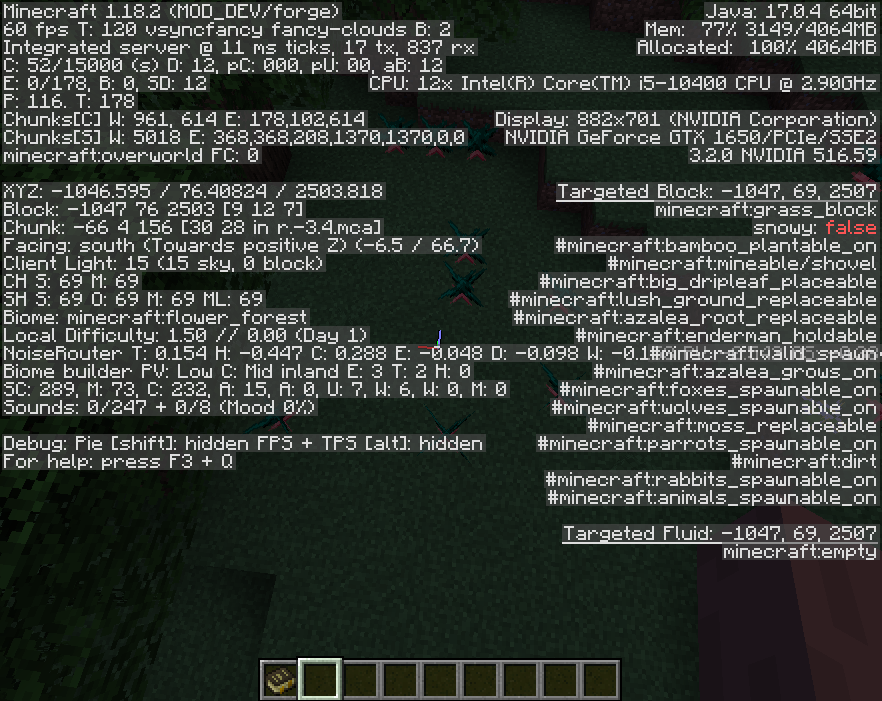 Minecraft 1.18.2 (MOD_DEV/forge)
60 fps T: 120 vsyncfancy fancy-clouds B: 2
Integrated server @ 11 ms ticks, 17 tx, 837 rx
C: 52/15000 (s) D: 12, pC: 000, pU: 00, aB: 12
E: 0/178, B: 0, SD: 12
P: 116. T: 178
Chunks[C] W: 961, 614 E: 178,102,614
Chunks[S] W: 5018 E: 368,368,208,1370,1370,0,0
minecraft:overworld FC: 0
XYZ: -1046.595 / 76.40824 / 2503.818
Block: -1047 76 2503 [9 12 7]
Chunk: -66 4 156 [30 28 in r.-3.4.mca]
Facing: south (Towards positive Z) (-6.5 / 66.7)
Client Light: 15 (15 sky, 0 block)
CH S: 69 M: 69
SH S: 69 O: 69 M: 69 ML: 69
Biome: minecraft:flower_forest
Local Difficulty: 1.50 // 0.00 (Day 1)
NoiseRouter T: 0.154 H: -0.447 C: 0.288 E: -0.048 D: -0.098 W:
Biome builder PV: Low C: Mid inland E: 3 T: 2 H: 0
SC: 289, M: 73, C: 232, A: 15, A: 0, U: 7, W: 6, W: 0, M: 0
Sounds: 0/247 + 0/8 (Mood 0%)
Debug: Pie [shift]: hidden FPS + TPS [alt]: hidden
For help: press F3 + Q
Java: 17.0.4 64bit
Mem: 77% 3149/4064MB
Allocated: 100% 4064MB
CPU: 12x Intel(R) Core(TM) i5-10400 CPU @ 2.90GHz
Display: 882x701 (NVIDIA Corporation)
NVIDIA GeForce GTX 1650/PCIe/SSE2
3.2.0 NVIDIA 516.59
Targeted Block: -1047, 69, 2507
minecraft:grass_block
snowy: false
#minecraft:bamboo_plantable_on
#minecraft:mineable/shovel
#minecraft:big_dripleaf_placeable
#minecraft:lush_ground_replaceable
#minecraft:azalea_root_replaceable
#minecraft:enderman_holdable
#minecraft:azalea_grows_on
#minecraft:foxes_spawnable_on
#minecraft:wolves_spawnable_on
#minecraft:moss_replaceable
#minecraft:parrots_spawnable_on
#minecraft:dirt
#minecraft:rabbits_spawnable_on
#minecraft:animals_spawnable_on
Targeted Fluid: -1047, 69, 2507
minecraft:empty